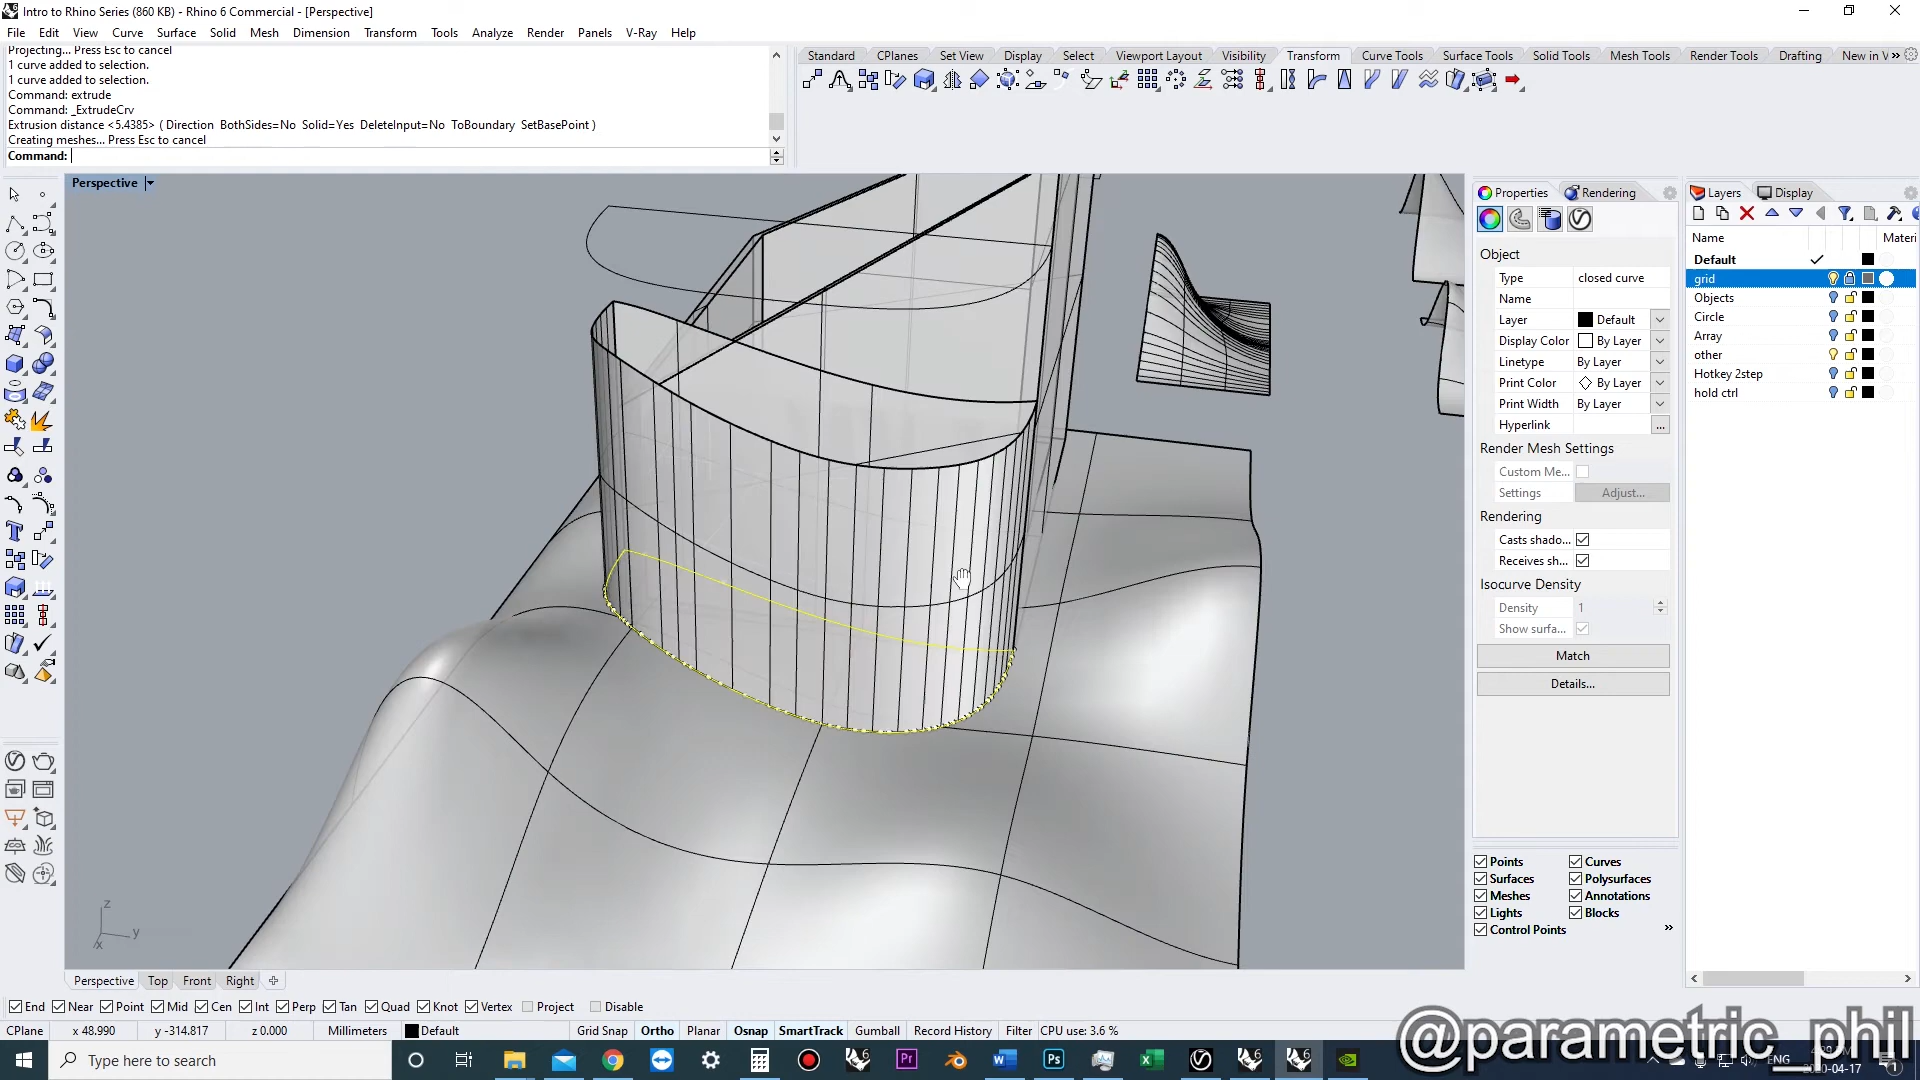 Intro to Rhino Series (860 KB) - Rhino 6 Commercial - [Perspective]
File Edit View Curve Surface Solid Mesh Dimension Transform Tools Analyze Render Panels V-Ray Help
Projecting... Press Esc to cancel
1 curve added to selection.
1 curve added to selection.
Command: extrude
Command: _ExtrudeCrv
Extrusion distance <5.4385> ( Direction BothSides=No Solid=Yes DeleteInput=No ToBoundary SetBasePoint )
Creating meshes... Press Esc to cancel
Command:
Standard CPlanes Set View Display Select Viewport Layout Visibility Transform Curve Tools Surface Tools Solid Tools Mesh Tools Render Tools Drafting New in V »
Perspective
Properties Rendering
Object
Type closed curve
Name
Layer Default
Display Color By Layer
Linetype By Layer
Print Color By Layer
Print Width By Layer
Hyperlink ...
Render Mesh Settings
Custom Me...
Settings Adjust...
Rendering
Casts shado...
Receives sh...
Isocurve Density
Density 1
Show surfa...
Match
Details...
Points Curves
Surfaces Polysurfaces
Meshes Annotations
Lights Blocks
Control Points »
Layers Display
Name Materi
Default
grid
Objects
Circle
Array
other
Hotkey 2step
hold ctrl
z
y
x
Perspective Top Front Right
End Near Point Mid Cen Int Perp Tan Quad Knot Vertex Project Disable
CPlane x 48.990 y -314.817 z 0.000 Millimeters Default Grid Snap Ortho Planar Osnap SmartTrack Gumball Record History Filter CPU use: 3.6 %
@parametric_phil
Type here to search
ENG